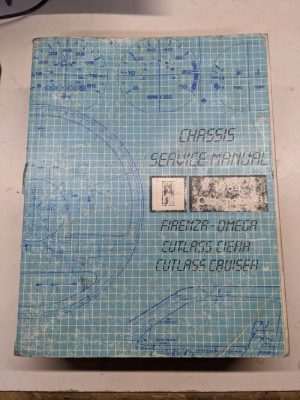 CHASSIS
SERVICE MANUAL
FIRENZA · OMEGA
CUTLASS CIERA
CUTLASS CRUISER